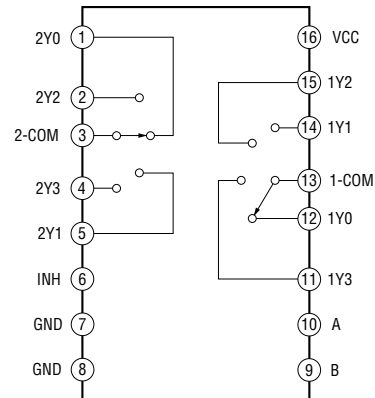 2Y0 1 16 VCC
2Y2 2 15 1Y2
2-COM 3 14 1Y1
2Y3 4 13 1-COM
2Y1 5 12 1Y0
INH 6 11 1Y3
GND 7 10 A
GND 8 9 B